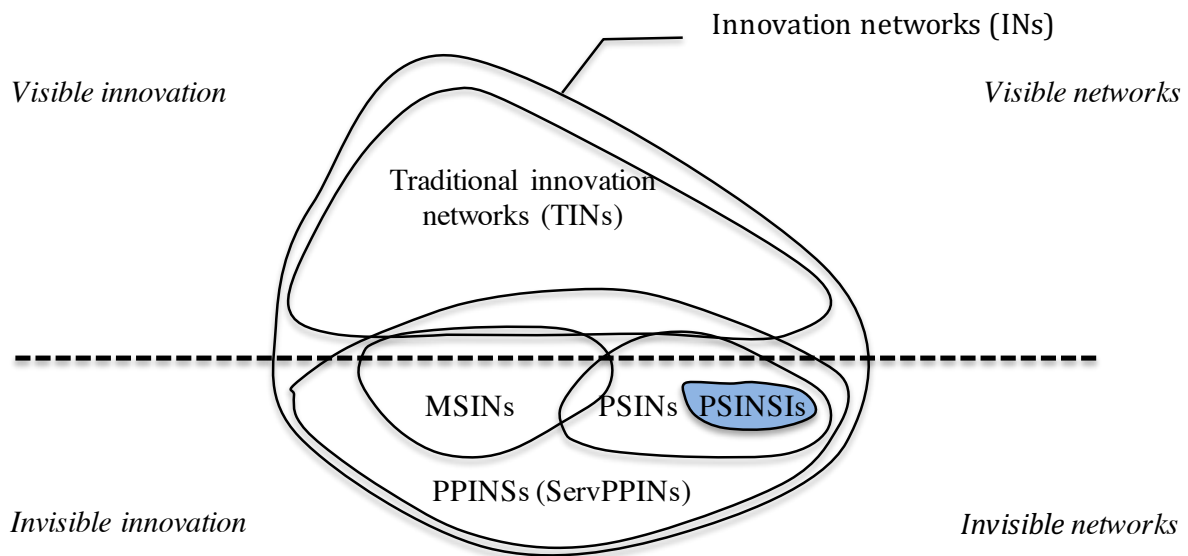 Innovation networks (INs)
Visible innovation
Visible networks
Traditional innovation
networks (TINs)
MSINs
PSINs
PSINSIs
PPINSs (ServPPINs)
Invisible innovation
Invisible networks